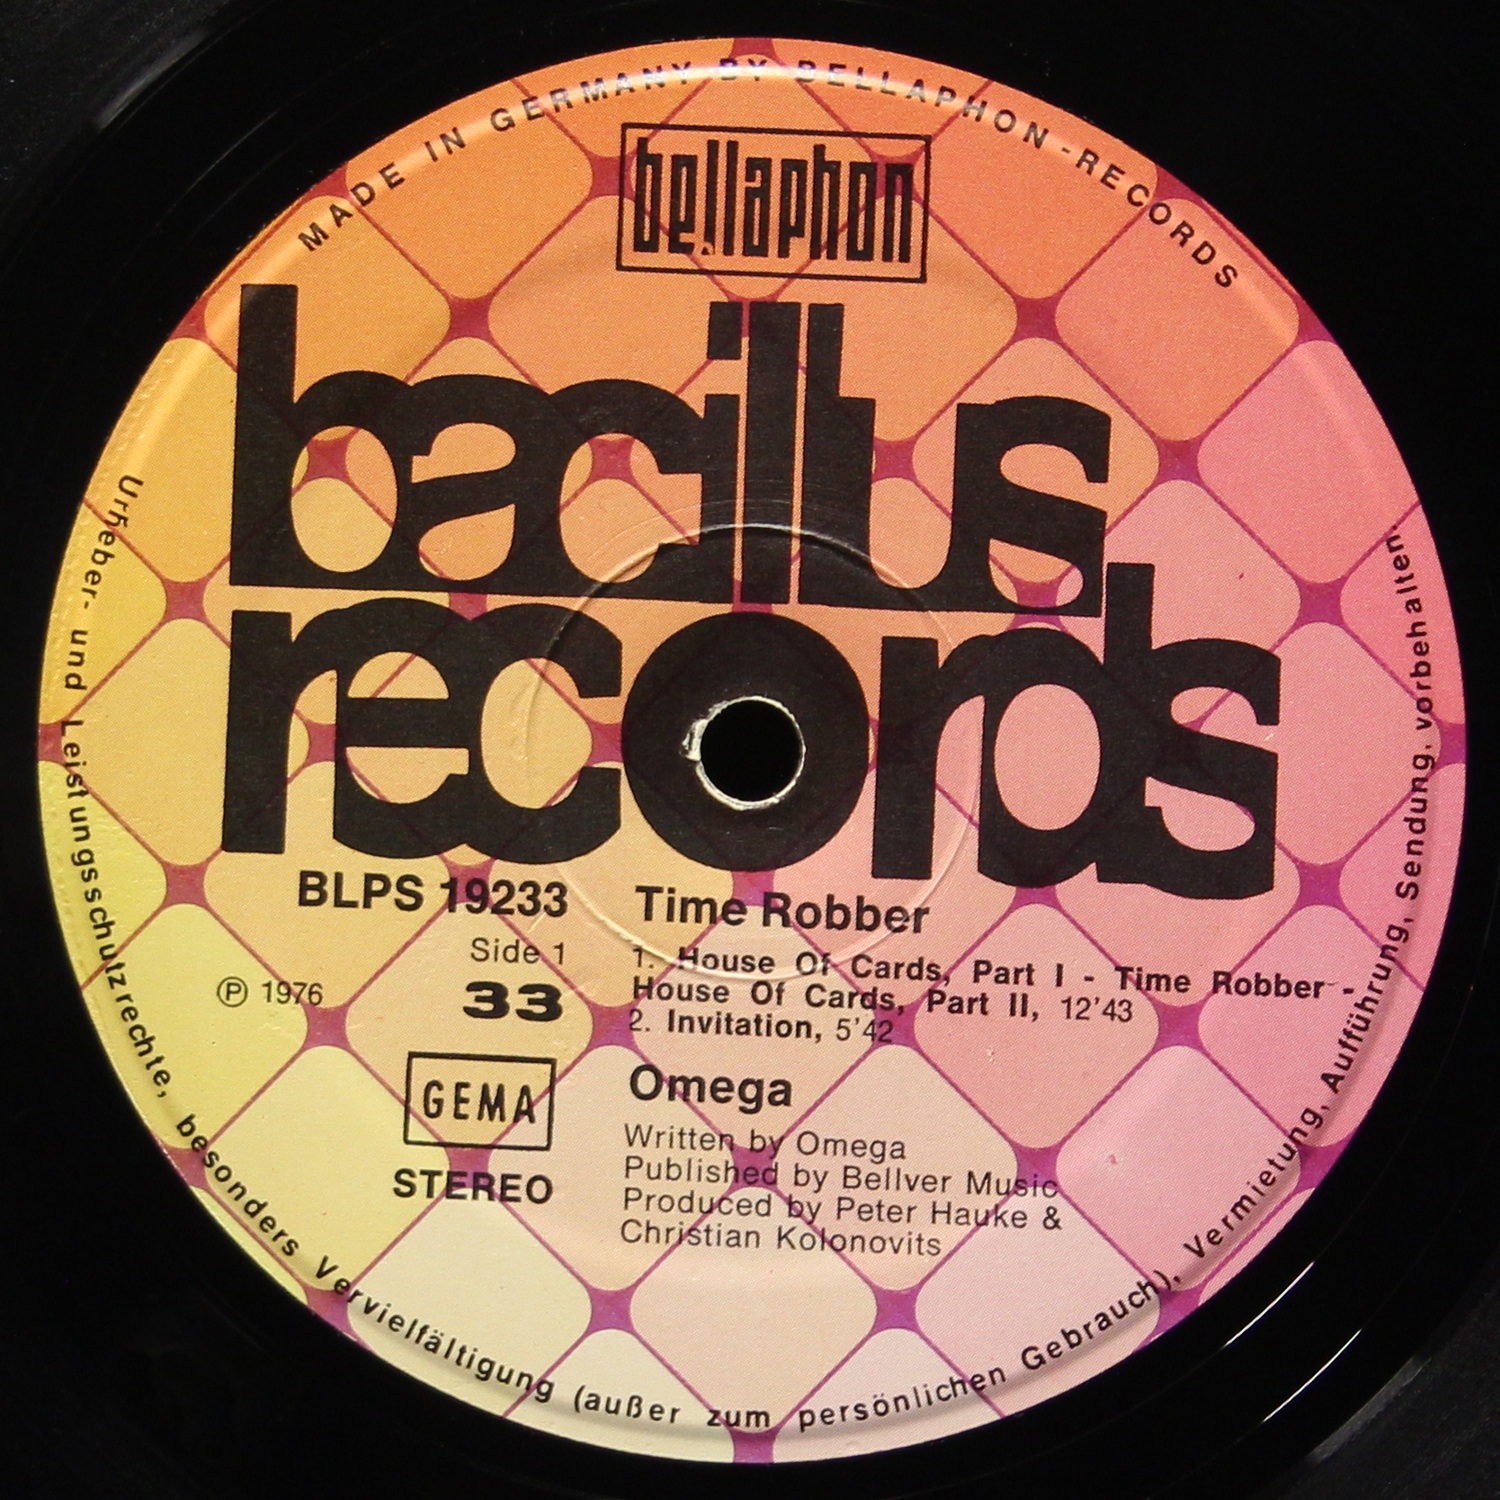 MADE IN GERMANY BY BELLAPHON-RECORDS
bellaphon
bacillus
records
BLPS 19233
Side 1
33
℗ 1976
GEMA
STEREO
Time Robber
1. House Of Cards, Part I - Time Robber -
House Of Cards, Part II, 12'43
2. Invitation, 5'42
Omega
Written by Omega
Published by Bellver Music
Produced by Peter Hauke &
Christian Kolonovits
Urheber- und Leistungsschutzrechte, besonders Vervielfältigung (außer zum persönlichen Gebrauch), Vermietung, Aufführung, Sendung, vorbehalten.